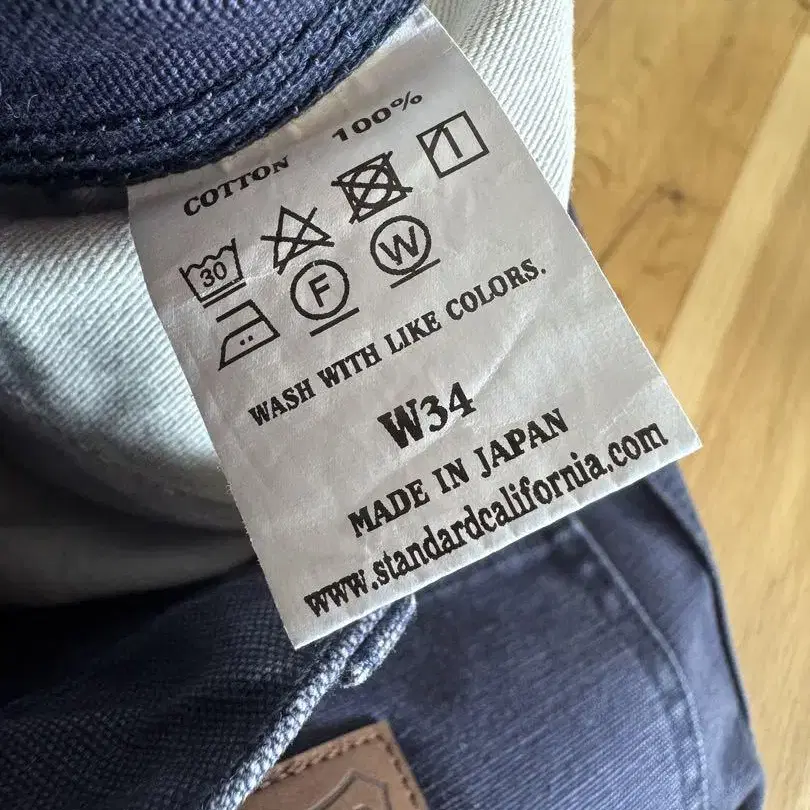 COTTON 100%
30
F W
WASH WITH LIKE COLORS.
W34
MADE IN JAPAN
www.standardcalifornia.com